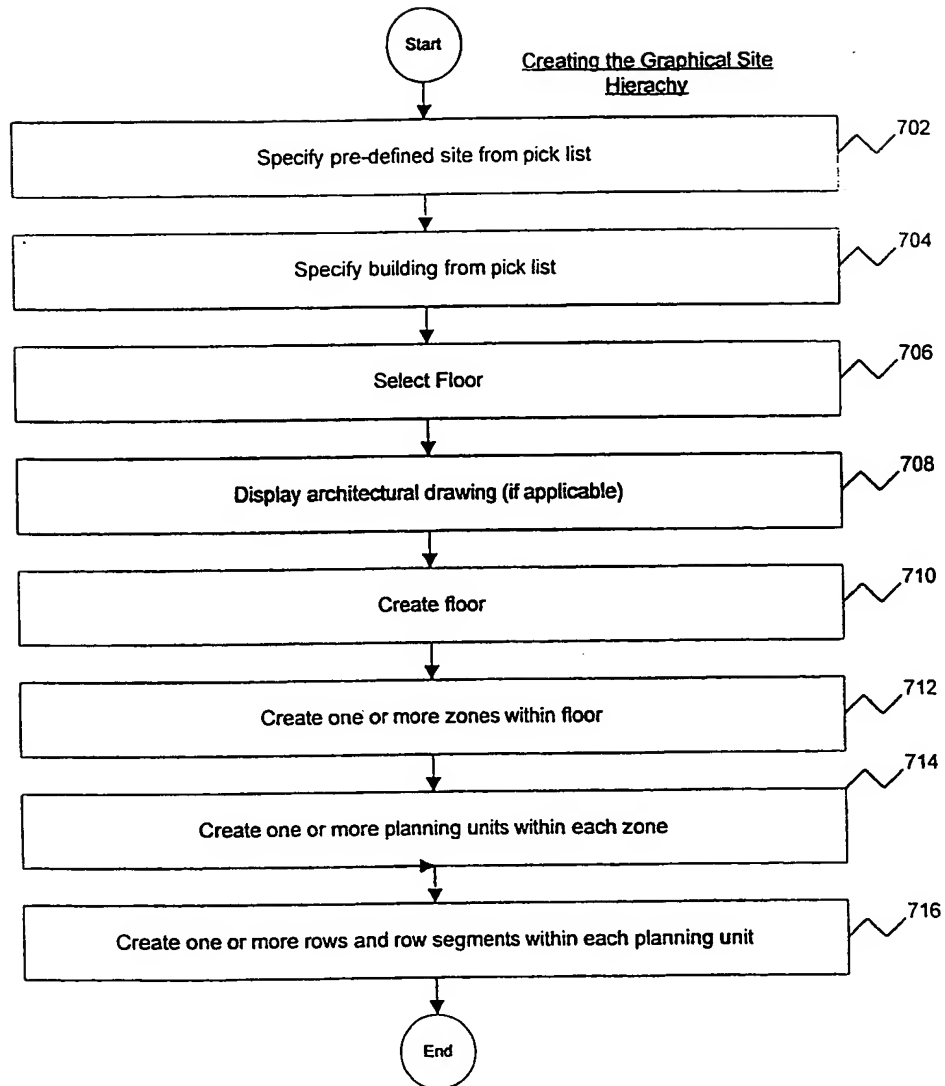 Start
Creating the Graphical Site
Hierachy
702
Specify pre-defined site from pick list
704
Specify building from pick list
706
Select Floor
708
Display architectural drawing (if applicable)
710
Create floor
712
Create one or more zones within floor
714
Create one or more planning units within each zone
716
Create one or more rows and row segments within each planning unit
End